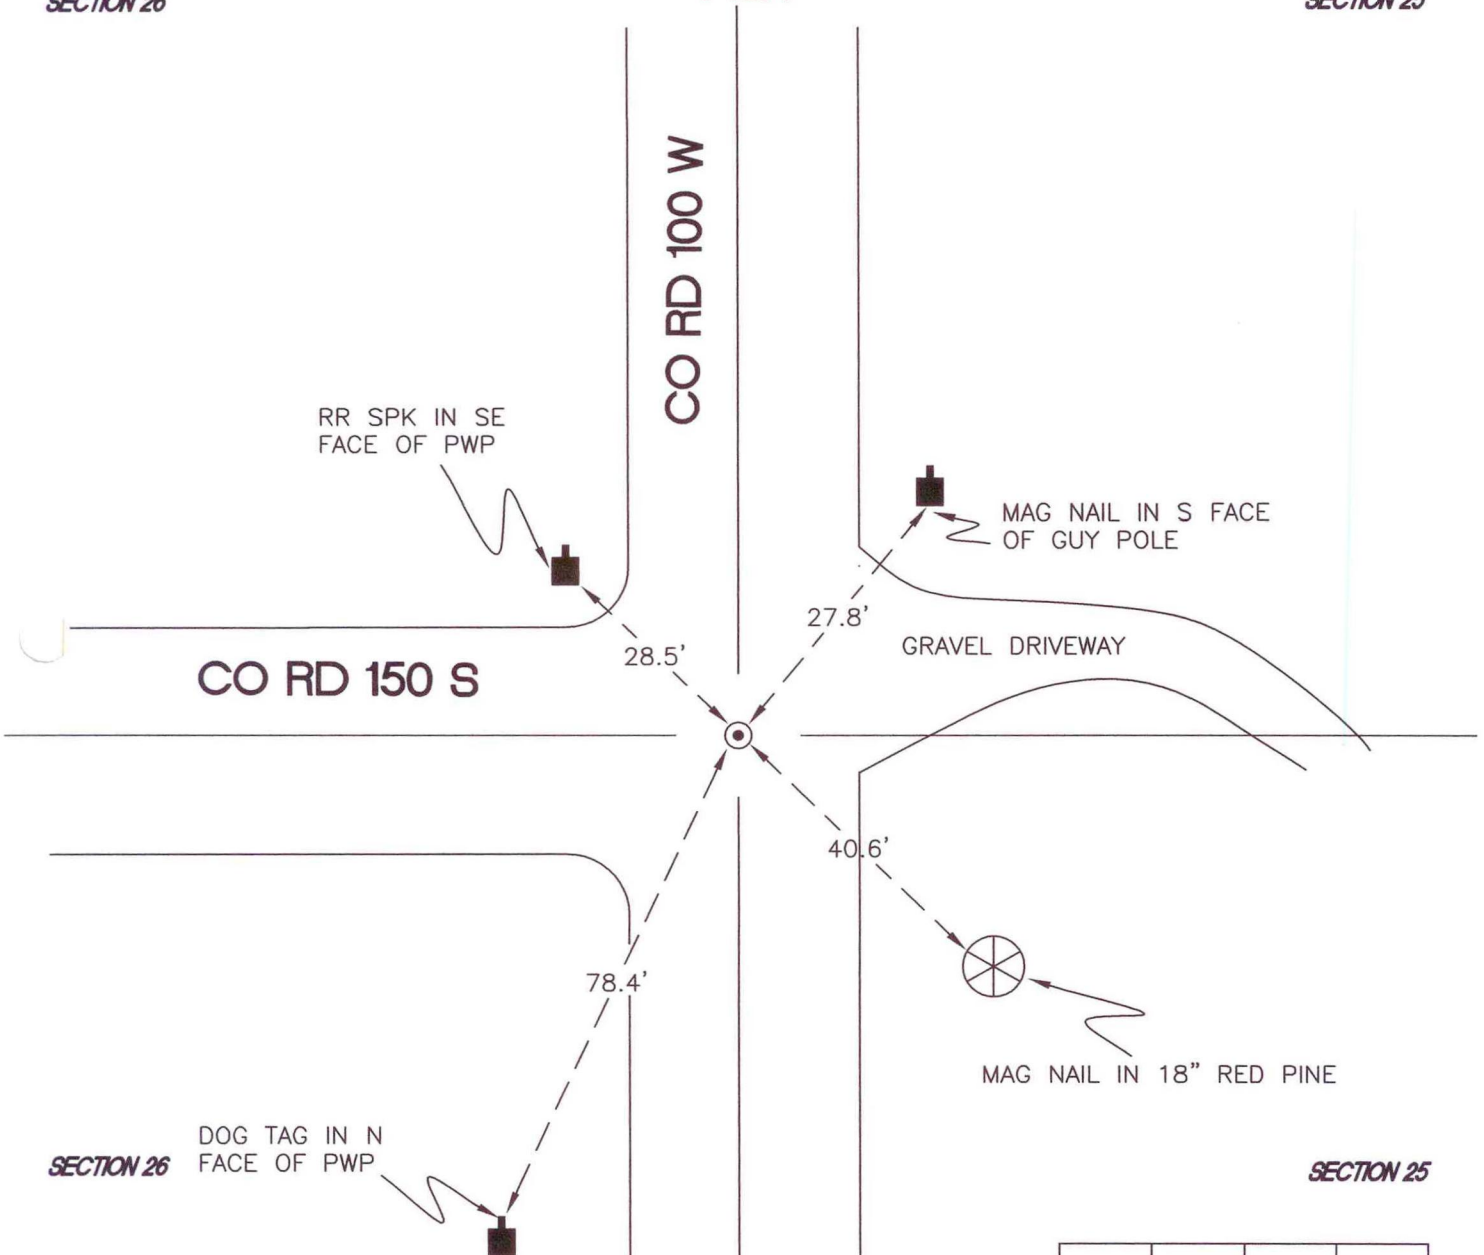 SECTION 26
SECTION 25
CO RD 100 W
RR SPK IN SE
FACE OF PWP
MAG NAIL IN S FACE
OF GUY POLE
27.8'
28.5'
GRAVEL DRIVEWAY
CO RD 150 S
40.6'
78.4'
MAG NAIL IN 18” RED PINE
DOG TAG IN N
FACE OF PWP
SECTION 26
SECTION 25